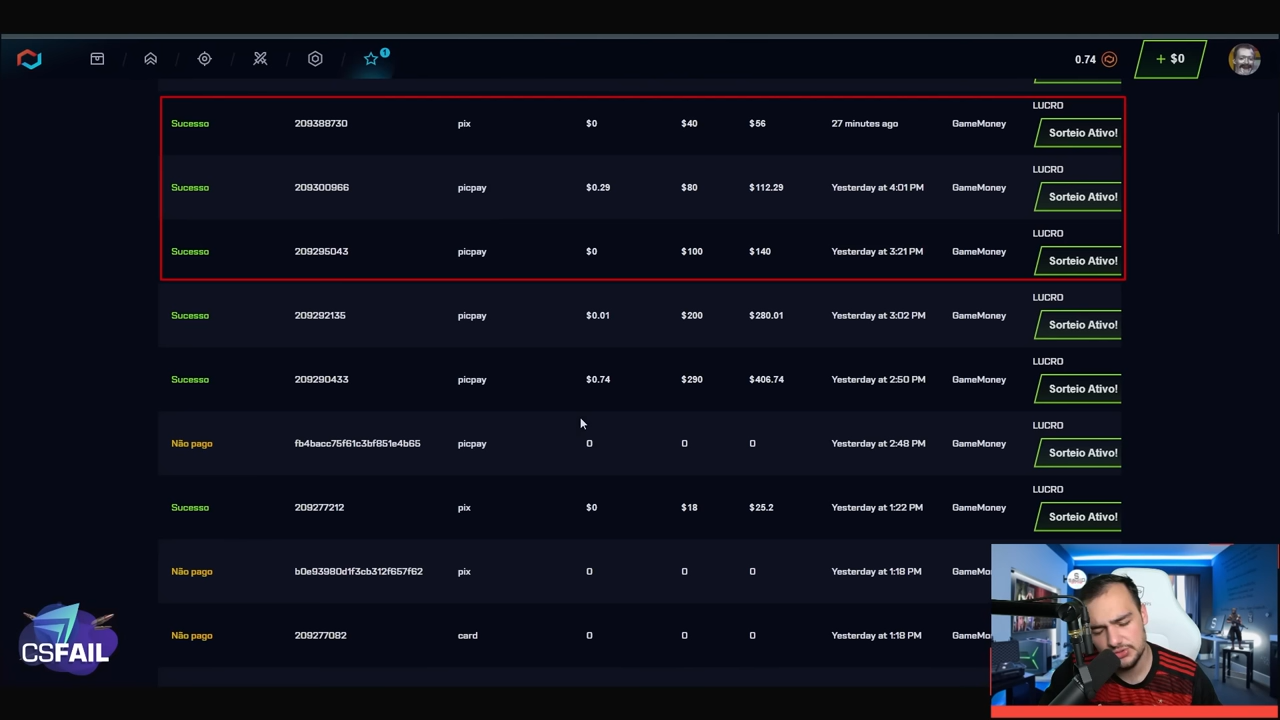 1
0.74
+ $0
LUCRO
Sucesso 209388730 pix $0 $40 $56 27 minutes ago GameMoney Sorteio Ativo!
LUCRO
Sucesso 209300966 picpay $0.29 $80 $112.29 Yesterday at 4:01 PM GameMoney Sorteio Ativo!
LUCRO
Sucesso 209295043 picpay $0 $100 $140 Yesterday at 3:21 PM GameMoney Sorteio Ativo!
LUCRO
Sucesso 209292135 picpay $0.01 $200 $280.01 Yesterday at 3:02 PM GameMoney Sorteio Ativo!
LUCRO
Sucesso 209290433 picpay $0.74 $290 $406.74 Yesterday at 2:50 PM GameMoney Sorteio Ativo!
LUCRO
Não pago fb4bacc75f61c3bf851e4b65 picpay 0 0 0 Yesterday at 2:48 PM GameMoney Sorteio Ativo!
LUCRO
Sucesso 209277212 pix $0 $18 $25.2 Yesterday at 1:22 PM GameMoney Sorteio Ativo!
Não pago b0e93980d1f3cb312f657f62 pix 0 0 0 Yesterday at 1:18 PM GameMo
Não pago 209277082 card 0 0 0 Yesterday at 1:18 PM GameMo
CSFAIL